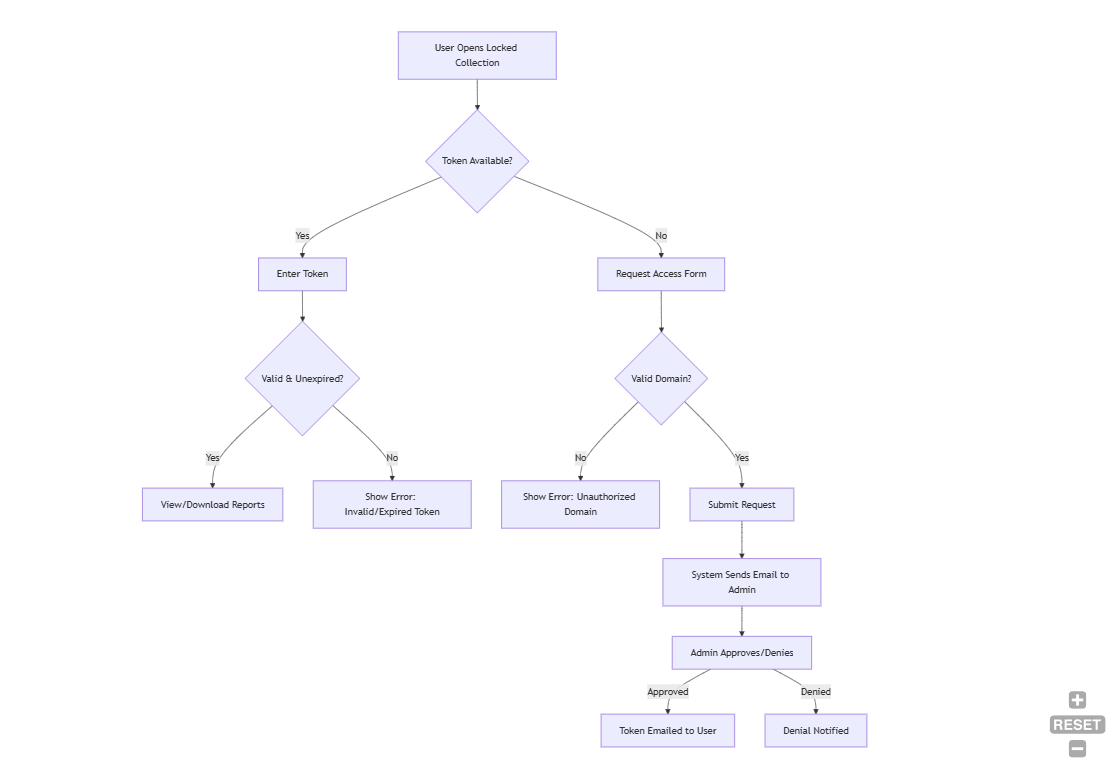 User Opens Locked
Collection
Token Available?
Yes
No
Enter Token
Request Access Form
Valid & Unexpired?
Valid Domain?
Yes
No
No
Yes
View/Download Reports
Show Error:
Invalid/Expired Token
Show Error: Unauthorized
Domain
Submit Request
System Sends Email to
Admin
Admin Approves/Denies
Approved
Denied
Token Emailed to User
Denial Notified
RESET